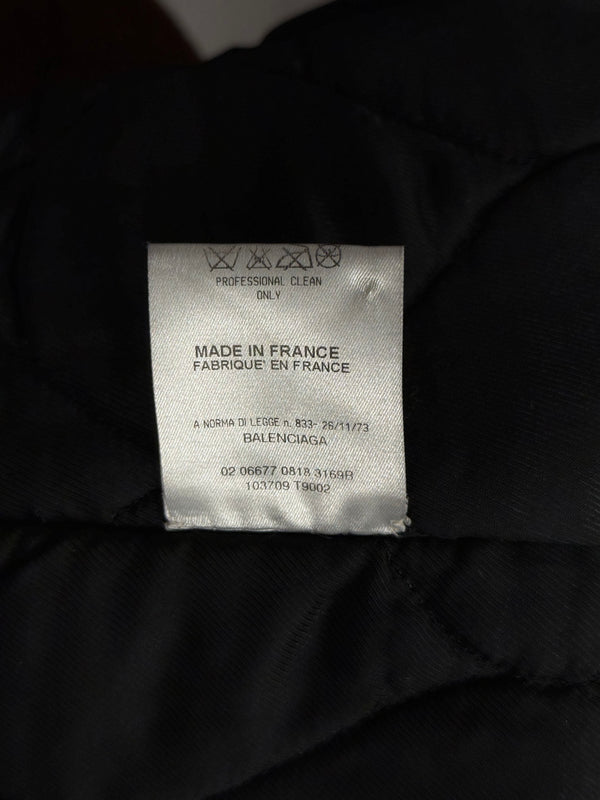 PROFESSIONAL CLEAN
ONLY
MADE IN FRANCE
FABRIQUE' EN FRANCE
A NORMA DI LEGGE n. 833- 26/11/73
BALENCIAGA
02 06677 0818 3169B
103709 T9002